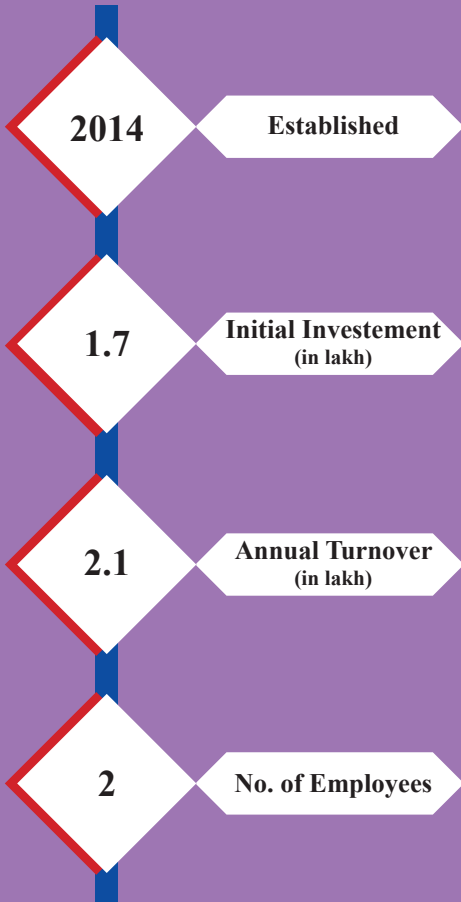 2014
Established
1.7
Initial Investement
(in lakh)
2.1
Annual Turnover
(in lakh)
2
No. of Employees